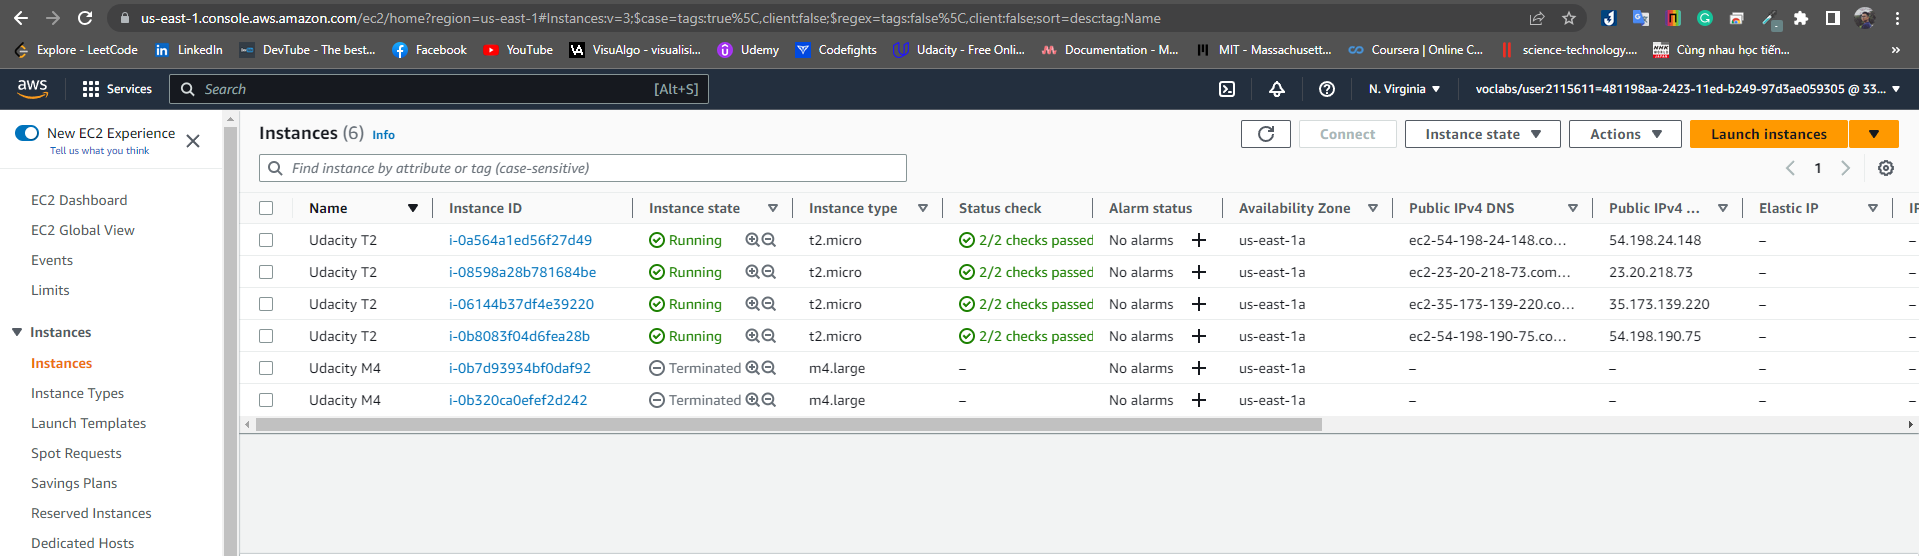 us-east-1.console.aws.amazon.com/ec2/home?region=us-east-1#Instances:v=3;$case=tags:true%5C,client:false;$regex=tags:false%5C,client:false;sort=desc:tag:Name
Explore - LeetCode LinkedIn DevTube - The best... Facebook YouTube VisuAlgo - visualisi... Udemy Codefights Udacity - Free Onli... Documentation - M... MIT - Massachusett... Coursera | Online C... science-technology.... Cùng nhau học tiến... »
aws Services Search [Alt+S] N. Virginia voclabs/user2115611=481198aa-2423-11ed-b249-97d3ae059305 @ 33...
New EC2 Experience
Tell us what you think
EC2 Dashboard
EC2 Global View
Events
Limits
Instances
Instances
Instance Types
Launch Templates
Spot Requests
Savings Plans
Reserved Instances
Dedicated Hosts
Instances (6) Info Connect Instance state Actions Launch instances
Find instance by attribute or tag (case-sensitive) 1
Name Instance ID Instance state Instance type Status check Alarm status Availability Zone Public IPv4 DNS Public IPv4 ... Elastic IP
Udacity T2 i-0a564a1ed56f27d49 Running t2.micro 2/2 checks passed No alarms + us-east-1a ec2-54-198-24-148.co... 54.198.24.148 – –
Udacity T2 i-08598a28b781684be Running t2.micro 2/2 checks passed No alarms + us-east-1a ec2-23-20-218-73.com... 23.20.218.73 – –
Udacity T2 i-06144b37df4e39220 Running t2.micro 2/2 checks passed No alarms + us-east-1a ec2-35-173-139-220.co... 35.173.139.220 – –
Udacity T2 i-0b8083f04d6fea28b Running t2.micro 2/2 checks passed No alarms + us-east-1a ec2-54-198-190-75.co... 54.198.190.75 – –
Udacity M4 i-0b7d93934bf0daf92 Terminated m4.large – No alarms + us-east-1a – – – –
Udacity M4 i-0b320ca0efef2d242 Terminated m4.large – No alarms + us-east-1a – – – –